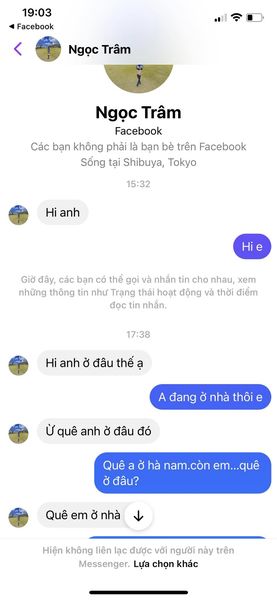 19:03
Facebook
Ngọc Trâm
Ngọc Trâm
Facebook
Các bạn không phải là bạn bè trên Facebook
Sống tại Shibuya, Tokyo
15:32
Hi anh
Hi e
Giờ đây, các bạn có thể gọi và nhắn tin cho nhau, xem
những thông tin như Trạng thái hoạt động và thời điểm
đọc tin nhắn.
17:38
Hi anh ở đâu thế ạ
A đang ở nhà thôi e
Ừ quê anh ở đâu đó
Quê a ở hà nam.còn em...quê
ở đâu?
Quê em ở nhà
Hiện không liên lạc được với người này trên
Messenger. Lựa chọn khác